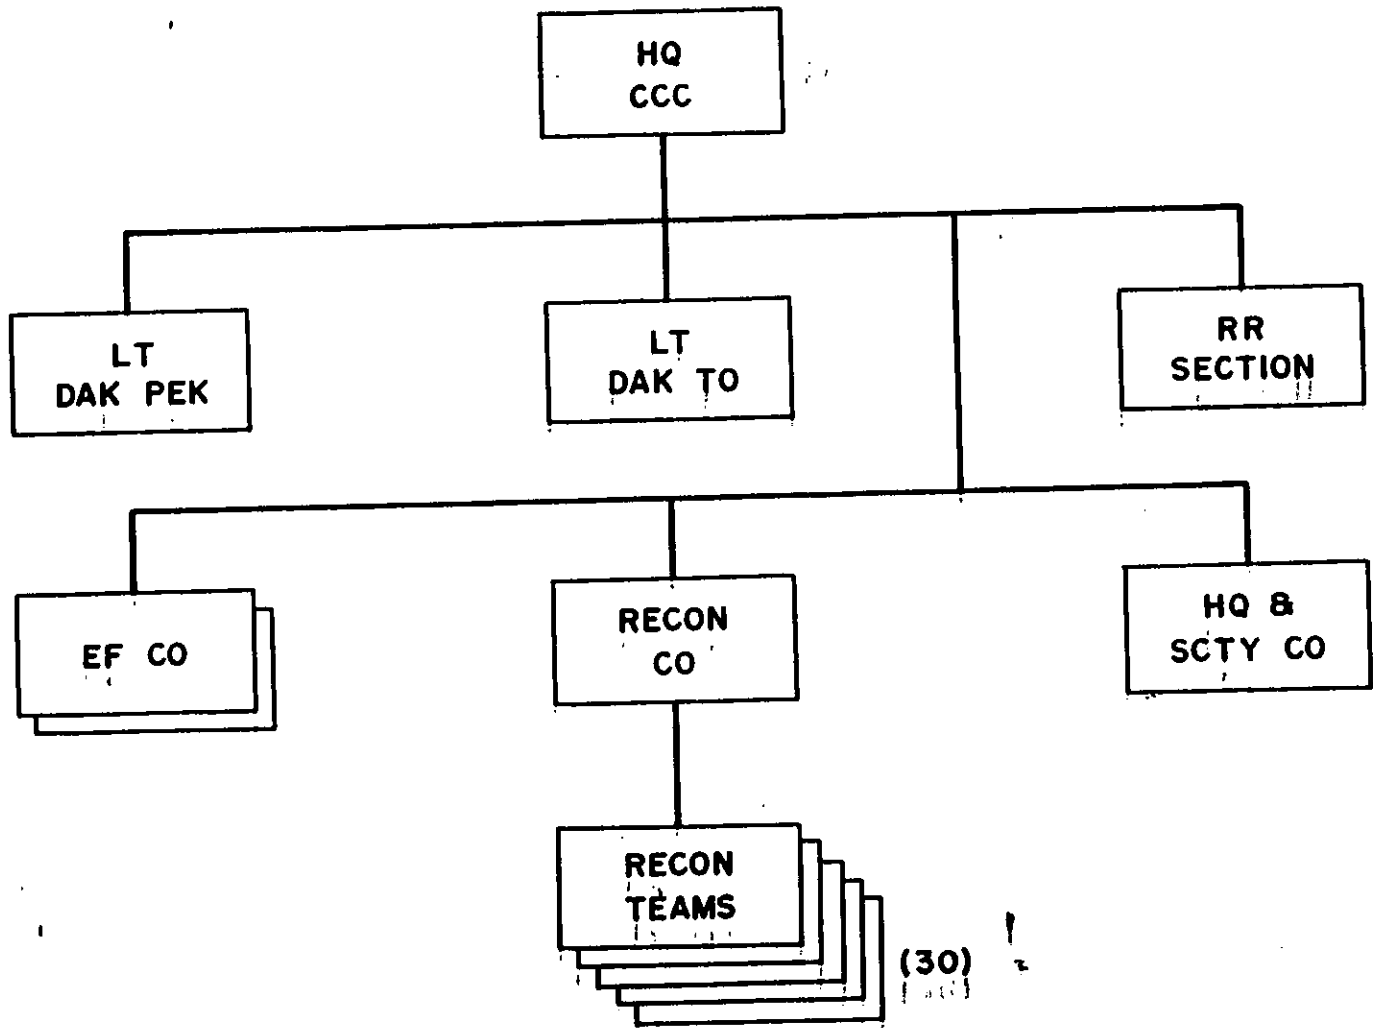 HQ
CCC
LT
DAK PEK
LT
DAK TO
RR
SECTION
EF CO
RECON
CO
HQ &
SCTY CO
RECON
TEAMS
(30)